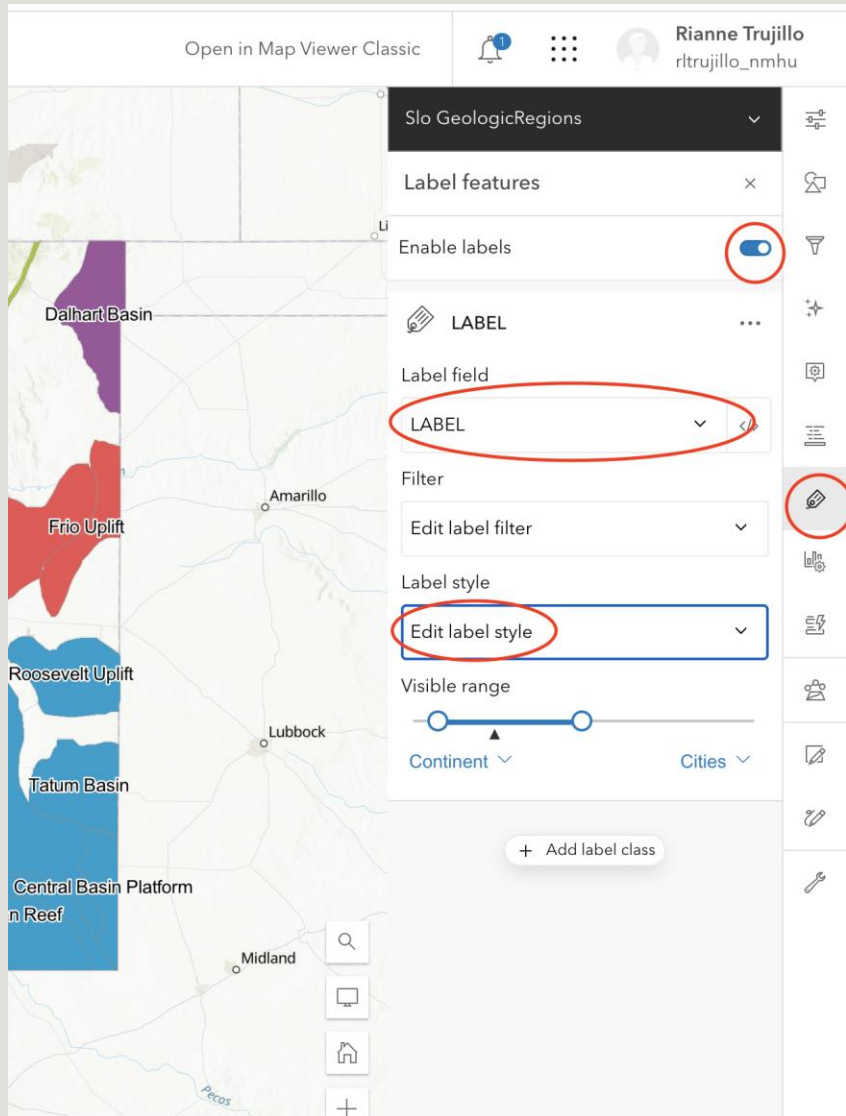 Open in Map Viewer Classic
1
Rianne Trujillo
rltrujillo_nmhu
Slo GeologicRegions
Label features
Enable labels
LABEL
Label field
LABEL
</>
Filter
Edit label filter
Label style
Edit label style
Visible range
Continent
Cities
+ Add label class
Li
Dalhart Basin
Amarillo
Frio Uplift
Roosevelt Uplift
Lubbock
Tatum Basin
Central Basin Platform
n Reef
Midland
Pecos